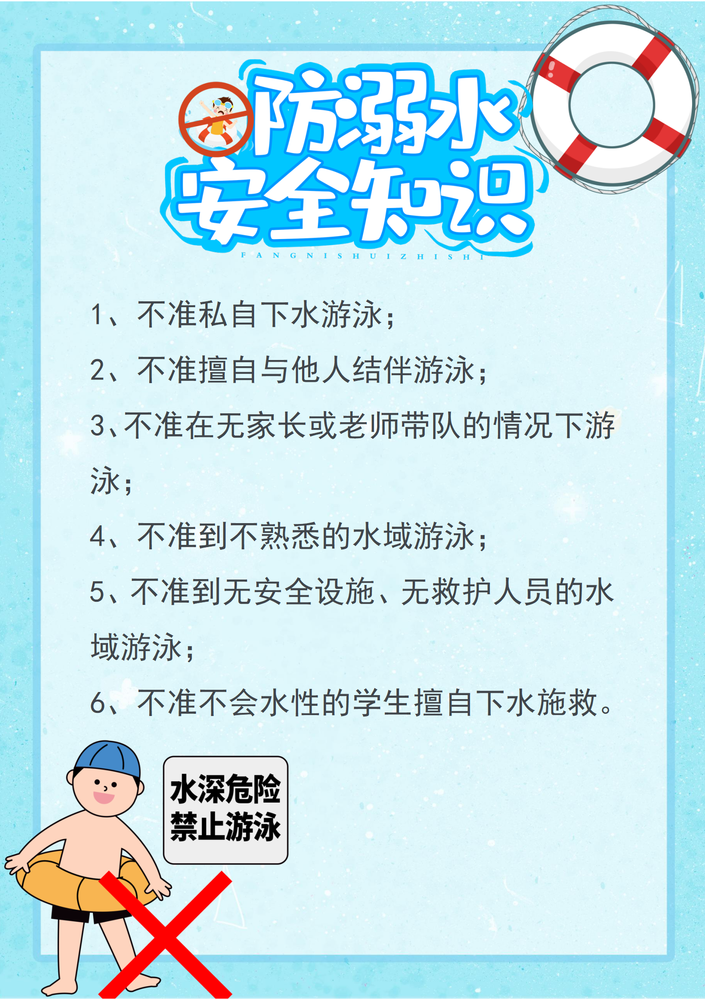 防溺水
安全知识
FANGNISHUIZHISHI
1、不准私自下水游泳；
2、不准擅自与他人结伴游泳；
3、不准在无家长或老师带队的情况下游
泳；
4、不准到不熟悉的水域游泳；
5、不准到无安全设施、无救护人员的水
域游泳；
6、不准不会水性的学生擅自下水施救。
水深危险
禁止游泳